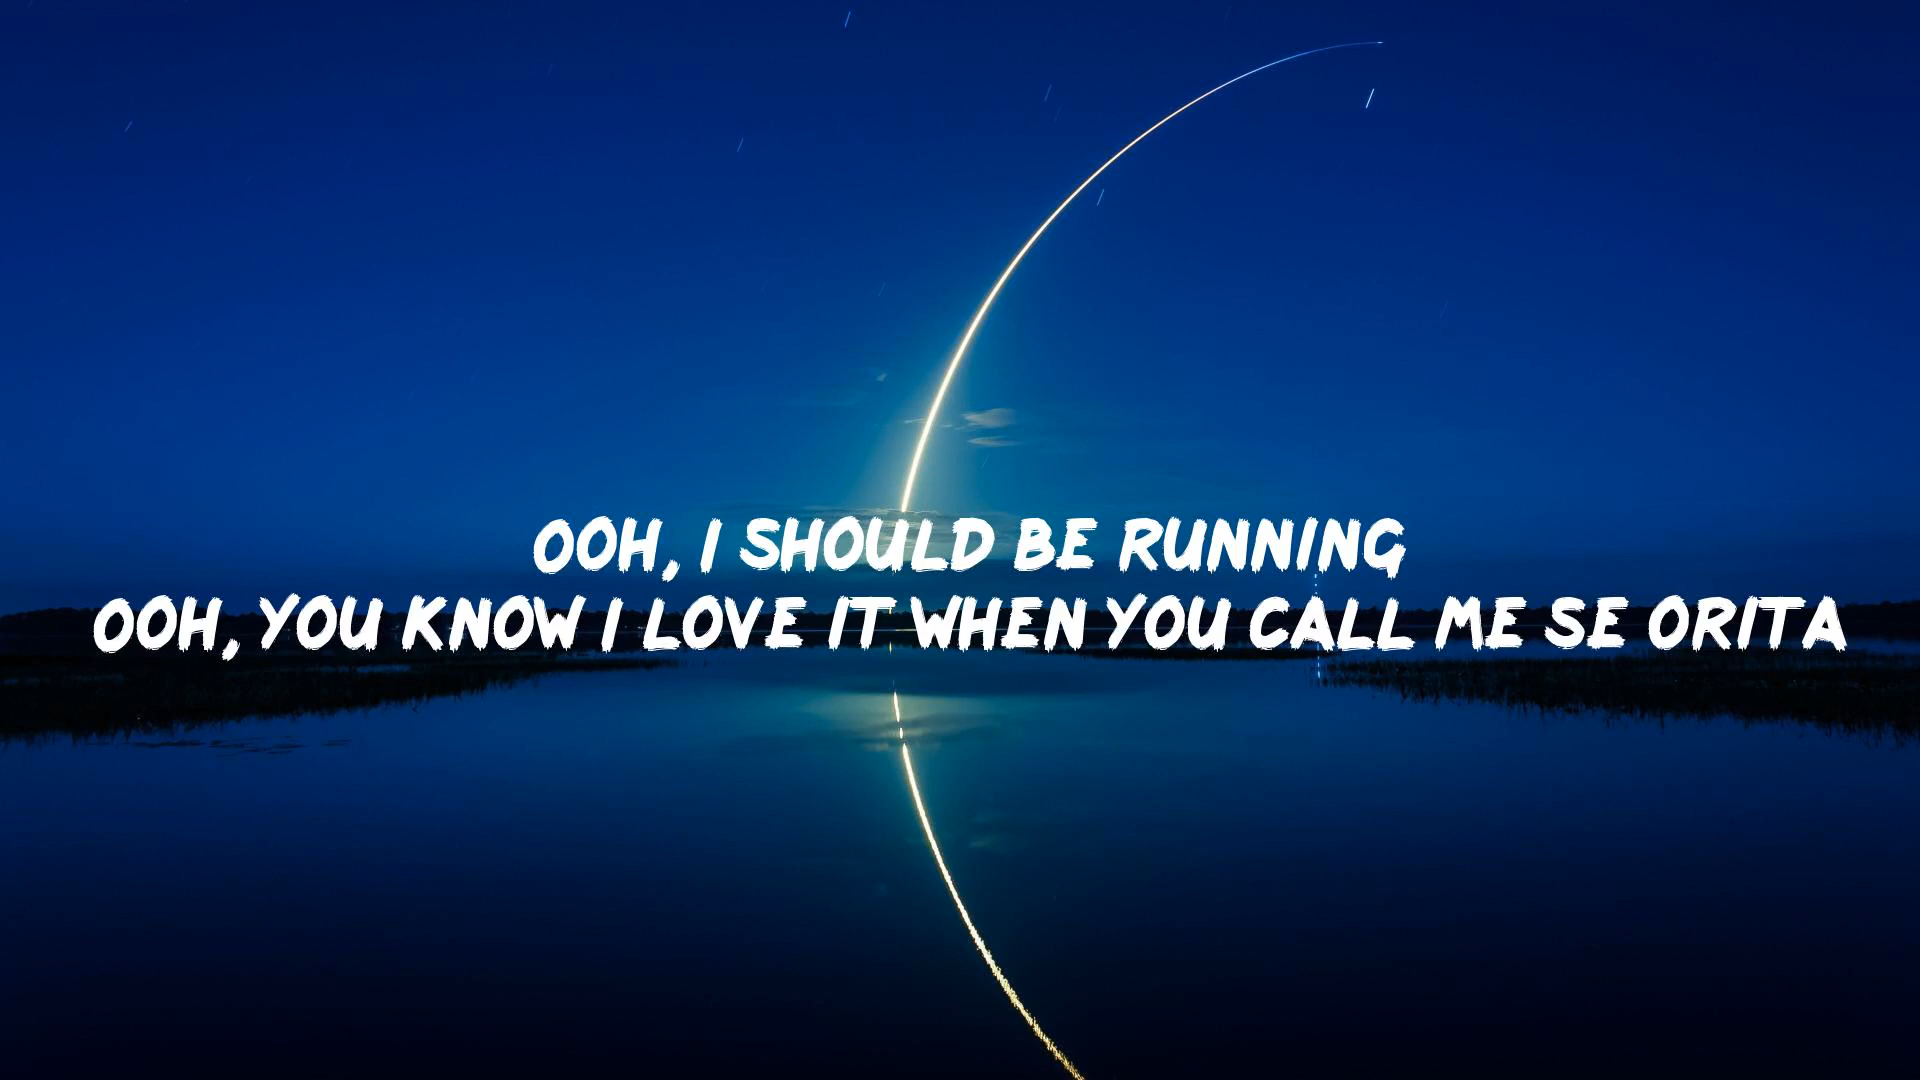 OOH, I SHOULD BE RUNNING
OOH, YOU KNOW I LOVE IT WHEN YOU CALL ME SE ORITA